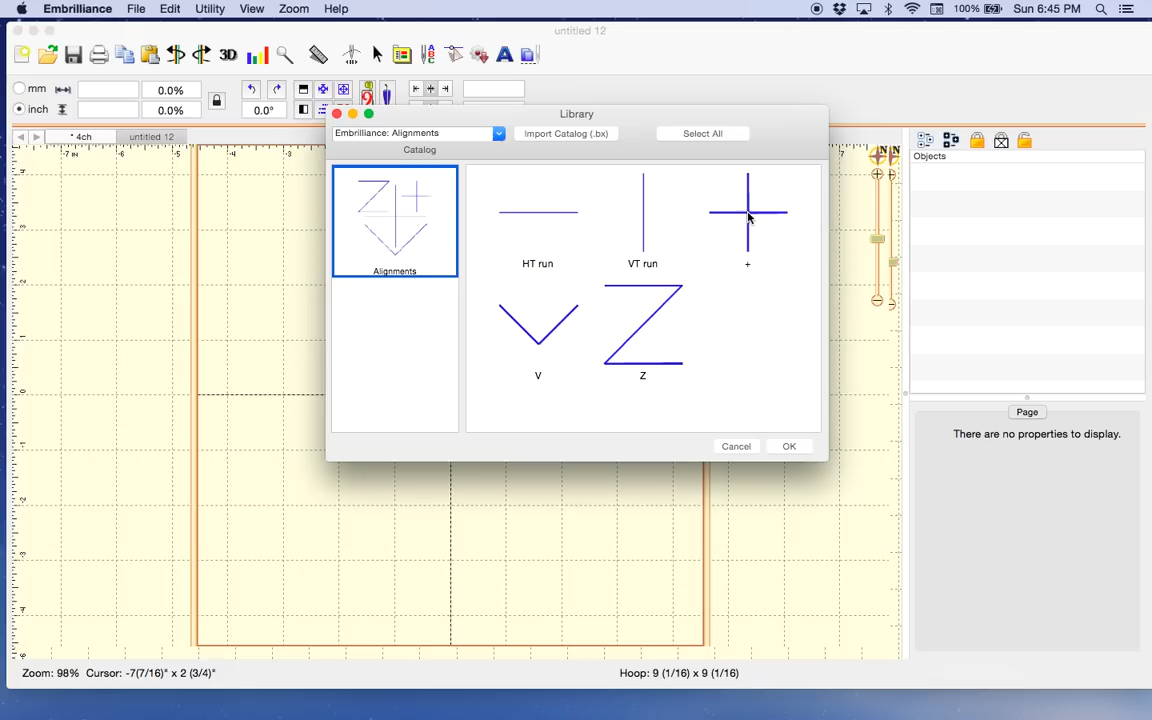 Embrilliance File Edit Utility View Zoom Help 100% Sun 6:45 PM
untitled 12
3D A
mm 0.0%
inch 0.0% 0.0°
* 4ch untitled 12
Library
Embrilliance: Alignments Import Catalog (.bx) Select All
Catalog
Alignments
HT run VT run +
V Z
Cancel OK
Objects
Page
There are no properties to display.
Zoom: 98% Cursor: -7(7/16)" x 2 (3/4)" Hoop: 9 (1/16) x 9 (1/16)